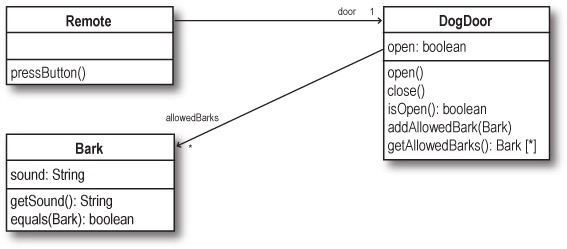 Remote
pressButton()
door 1
DogDoor
open: boolean
open()
close()
isOpen(): boolean
addAllowedBark(Bark)
getAllowedBarks(): Bark [*]
allowedBarks
*
Bark
sound: String
getSound(): String
equals(Bark): boolean